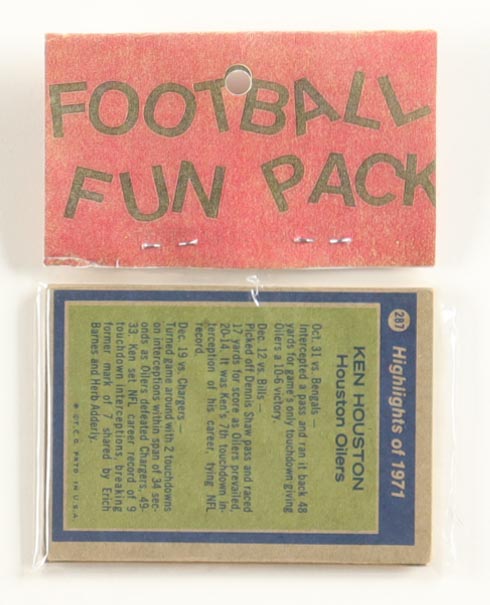 FOOTBALL
FUN PACK
287
Highlights of 1971
KEN HOUSTON
Houston Oilers
Oct. 31 vs. Bengals —
Intercepted a pass and ran it back 48
yards for game's only touchdown giving
Oilers a 10-6 victory
Dec. 12 vs. Bills —
Picked off Dennis Shaw pass and raced
17 yards for score as Oilers prevailed,
20-14. It was Ken's 7th touchdown in-
terception of his career, tying NFL
record.
Dec. 19 vs. Chargers
Turned game around with 2 touchdowns
on interceptions within span of 34 sec-
onds as Oilers defeated Chargers, 49-
33. Ken set NFL career record of 9
touchdown interceptions, breaking
former mark of 7 shared by Erich
Barnes and Herb Adderly.
© T.C.G. PRTD. IN U.S.A.